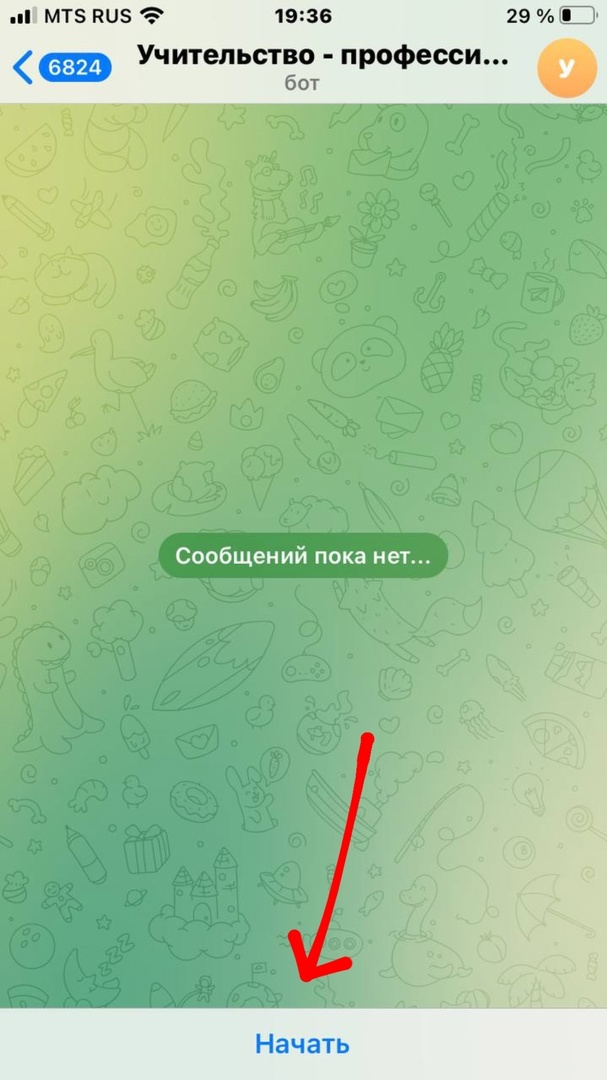 MTS RUS 19:36 29 %
6824 Учительство - професси...
бот
У
Сообщений пока нет...
Начать